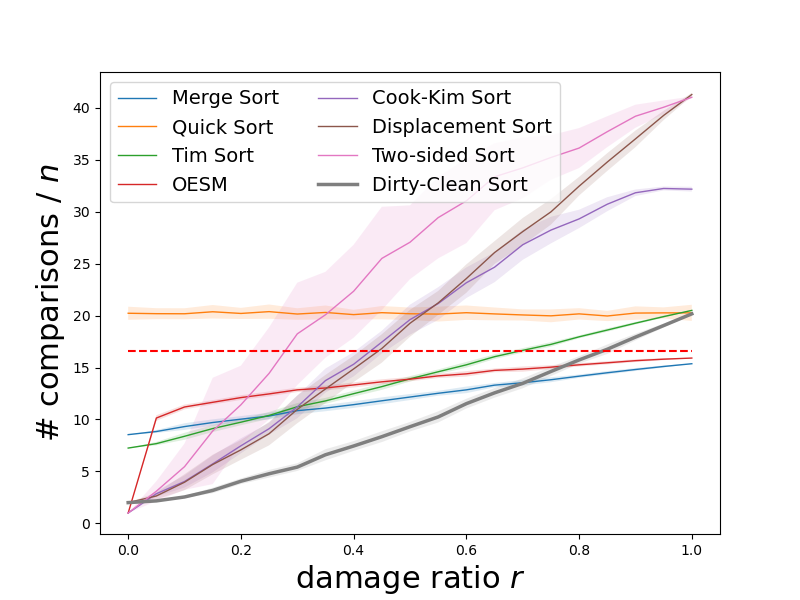 # comparisons / n
40
35
30
25
20
15
10
5
0
Merge Sort
Quick Sort
Tim Sort
OESM
Cook-Kim Sort
Displacement Sort
Two-sided Sort
Dirty-Clean Sort
0.0 0.2 0.4 0.6 0.8 1.0
damage ratio r